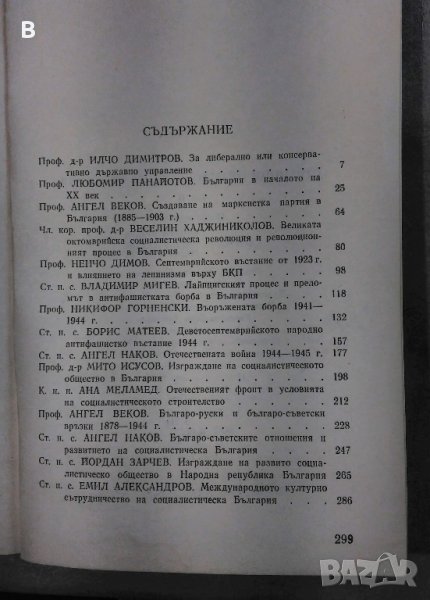 B
СЪДЪРЖАНИЕ
Проф. д-р ИЛЧО ДИМИТРОВ. За либерално или консерва-
тивно държавно управление . . . . . . . 7
Проф. ЛЮБОМИР ПАНАЙОТОВ. България в началото на
XX век . . . . . . . . . . . . 25
Проф. АНГЕЛ ВЕКОВ. Създаване на марксистка партия в
България (1885—1903 г.) . . . . . . . . 64
Чл. кор. проф. д-р ВЕСЕЛИН ХАДЖИНИКОЛОВ. Великата
октомврийска социалистическа революция и революцион-
ният процес в България . . . . . . . . 80
Проф. НЕНЧО ДИМОВ. Септемврийското въстание от 1923 г.
и влиянието на ленинизма върху БКП . . . . 98
Ст. н. с. ВЛАДИМИР МИГЕВ. Лайпцигският процес и прело-
мът в антифашистката борба в България . . . . 118
Проф. НИКИФОР ГОРНЕНСКИ. Въоръжената борба 1941—
1944 г. . . . . . . . . . . . . 132
Ст. н. с. БОРИС МАТЕЕВ. Деветосептемврийското народно
антифашистко въстание 1944 г. . . . . . . 157
Ст. н. с. АНГЕЛ НАКОВ. Отечествената война 1944—1945 г. 177
Проф. д-р МИТО ИСУСОВ. Изграждане на социалистическото
общество в България . . . . . . . . . 198
К. и. н. АНА МЕЛАМЕД. Отечественият фронт в условията
на социалистическото строителство . . . . . 212
Проф. АНГЕЛ ВЕКОВ. Българо-руски и българо-съветски
връзки 1878—1944 г. . . . . . . . . . 228
Ст. н. с. АНГЕЛ НАКОВ. Българо-съветските отношения и
развитието на социалистическа България . . . . 247
Ст. н. с. ЙОРДАН ЗАРЧЕВ. Изграждане на развито социа-
листическо общество в Народна република България 265
Ст. н. с. ЕМИЛ АЛЕКСАНДРОВ. Международното културно
сътрудничество на социалистическа България . . . 286
299
BAZAR